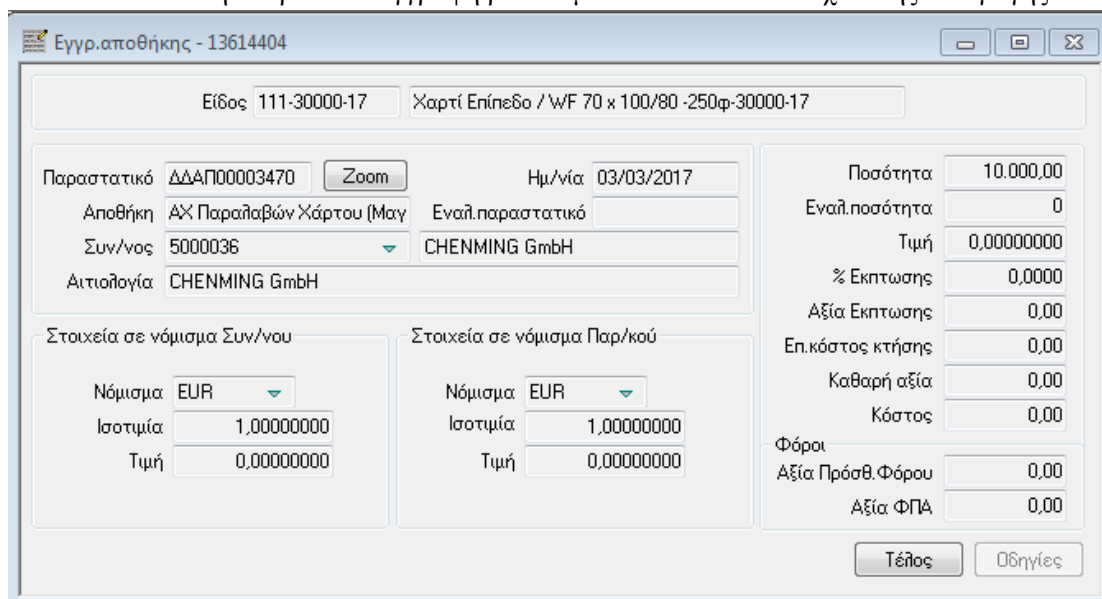 Εγγρ.αποθήκης - 13614404
Είδος 111-30000-17 Χαρτί Επίπεδο / WF 70 x 100/80 -250φ-30000-17
Παραστατικό ΔΔΑΠ00003470 Zoom Ημ/νία 03/03/2017
Αποθήκη ΑΧ Παραλαβών Χάρτου (Μαγ Εναλ.παραστατικό
Συν/νος 5000036 CHENMING GmbH
Αιτιολογία CHENMING GmbH
Στοιχεία σε νόμισμα Συν/νου
Νόμισμα EUR
Ισοτιμία 1,00000000
Τιμή 0,00000000
Στοιχεία σε νόμισμα Παρ/κού
Νόμισμα EUR
Ισοτιμία 1,00000000
Τιμή 0,00000000
Ποσότητα 10.000,00
Εναλ.ποσότητα 0
Τιμή 0,00000000
% Εκπτωσης 0,0000
Αξία Εκπτωσης 0,00
Επ.κόστος κτήσης 0,00
Καθαρή αξία 0,00
Κόστος 0,00
Φόροι
Αξία Πρόσθ.Φόρου 0,00
Αξία ΦΠΑ 0,00
Τέλος Οδηγίες